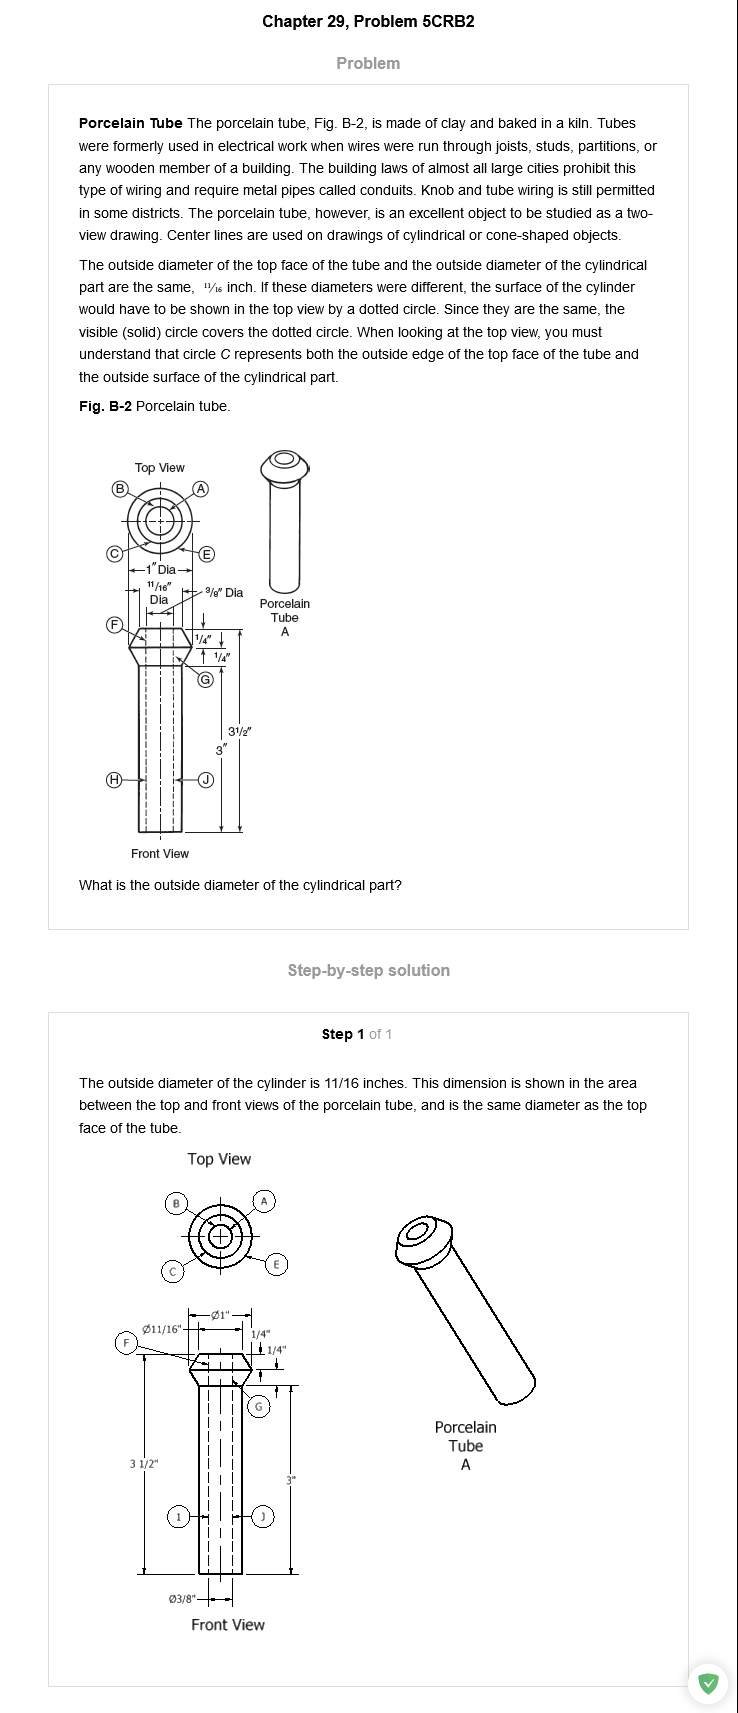 Chapter 29, Problem 5CRB2
Problem
Porcelain Tube The porcelain tube, Fig. B-2, is made of clay and baked in a kiln. Tubes
were formerly used in electrical work when wires were run through joists, studs, partitions, or
any wooden member of a building. The building laws of almost all large cities prohibit this
type of wiring and require metal pipes called conduits. Knob and tube wiring is still permitted
in some districts. The porcelain tube, however, is an excellent object to be studied as a two-
view drawing. Center lines are used on drawings of cylindrical or cone-shaped objects.
The outside diameter of the top face of the tube and the outside diameter of the cylindrical
part are the same, 11/16 inch. If these diameters were different, the surface of the cylinder
would have to be shown in the top view by a dotted circle. Since they are the same, the
visible (solid) circle covers the dotted circle. When looking at the top view, you must
understand that circle C represents both the outside edge of the top face of the tube and
the outside surface of the cylindrical part.
Fig. B-2 Porcelain tube.
Top View
B
A
C
E
1" Dia
11/16"
Dia
3/8" Dia
Porcelain
Tube
A
F
1/4"
1/4"
G
3 1/2"
3"
H
J
Front View
What is the outside diameter of the cylindrical part?
Step-by-step solution
Step 1 of 1
The outside diameter of the cylinder is 11/16 inches. This dimension is shown in the area
between the top and front views of the porcelain tube, and is the same diameter as the top
face of the tube.
Top View
B
A
C
E
Ø1"
Ø11/16"
1/4"
F
1/4"
G
Porcelain
Tube
A
3 1/2"
3"
1
J
Ø3/8"
Front View